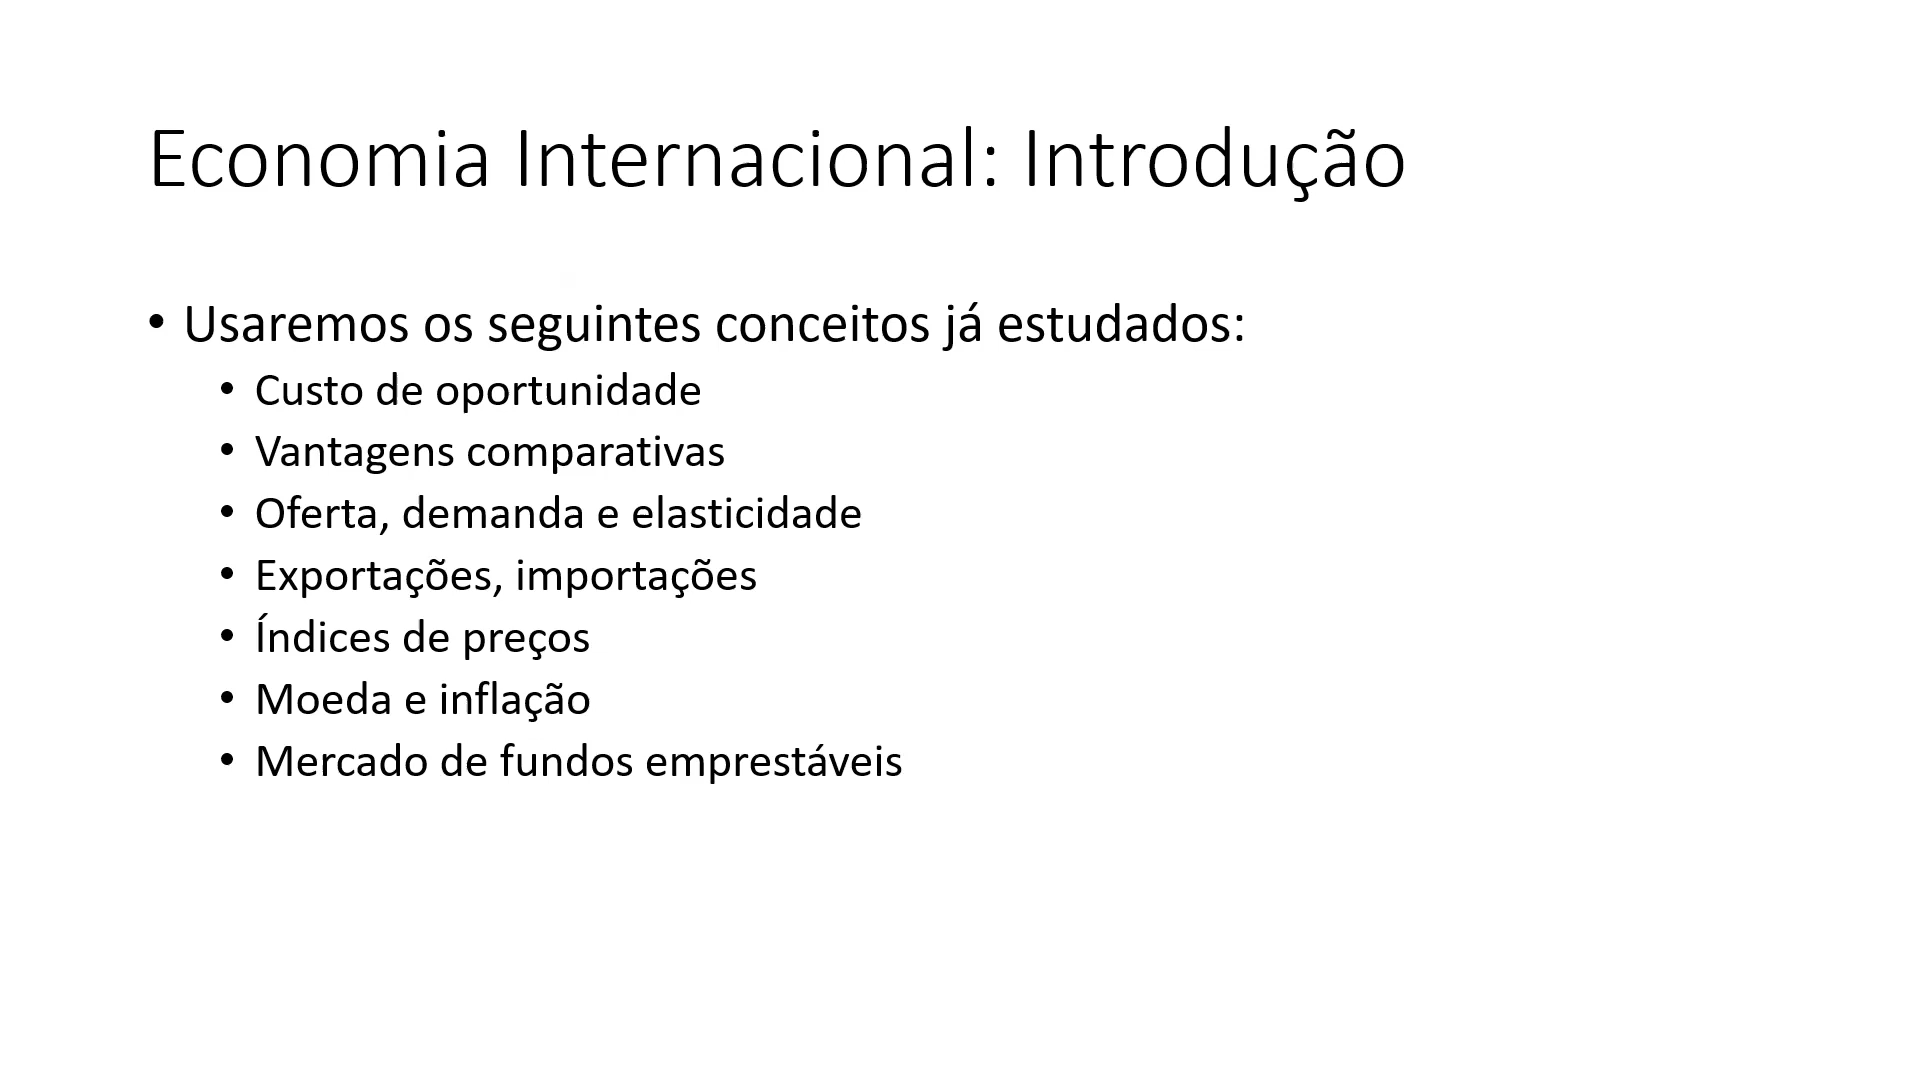 Economia Internacional: Introdução
• Usaremos os seguintes conceitos já estudados:
• Custo de oportunidade
• Vantagens comparativas
• Oferta, demanda e elasticidade
• Exportações, importações
• Índices de preços
• Moeda e inflação
• Mercado de fundos emprestáveis